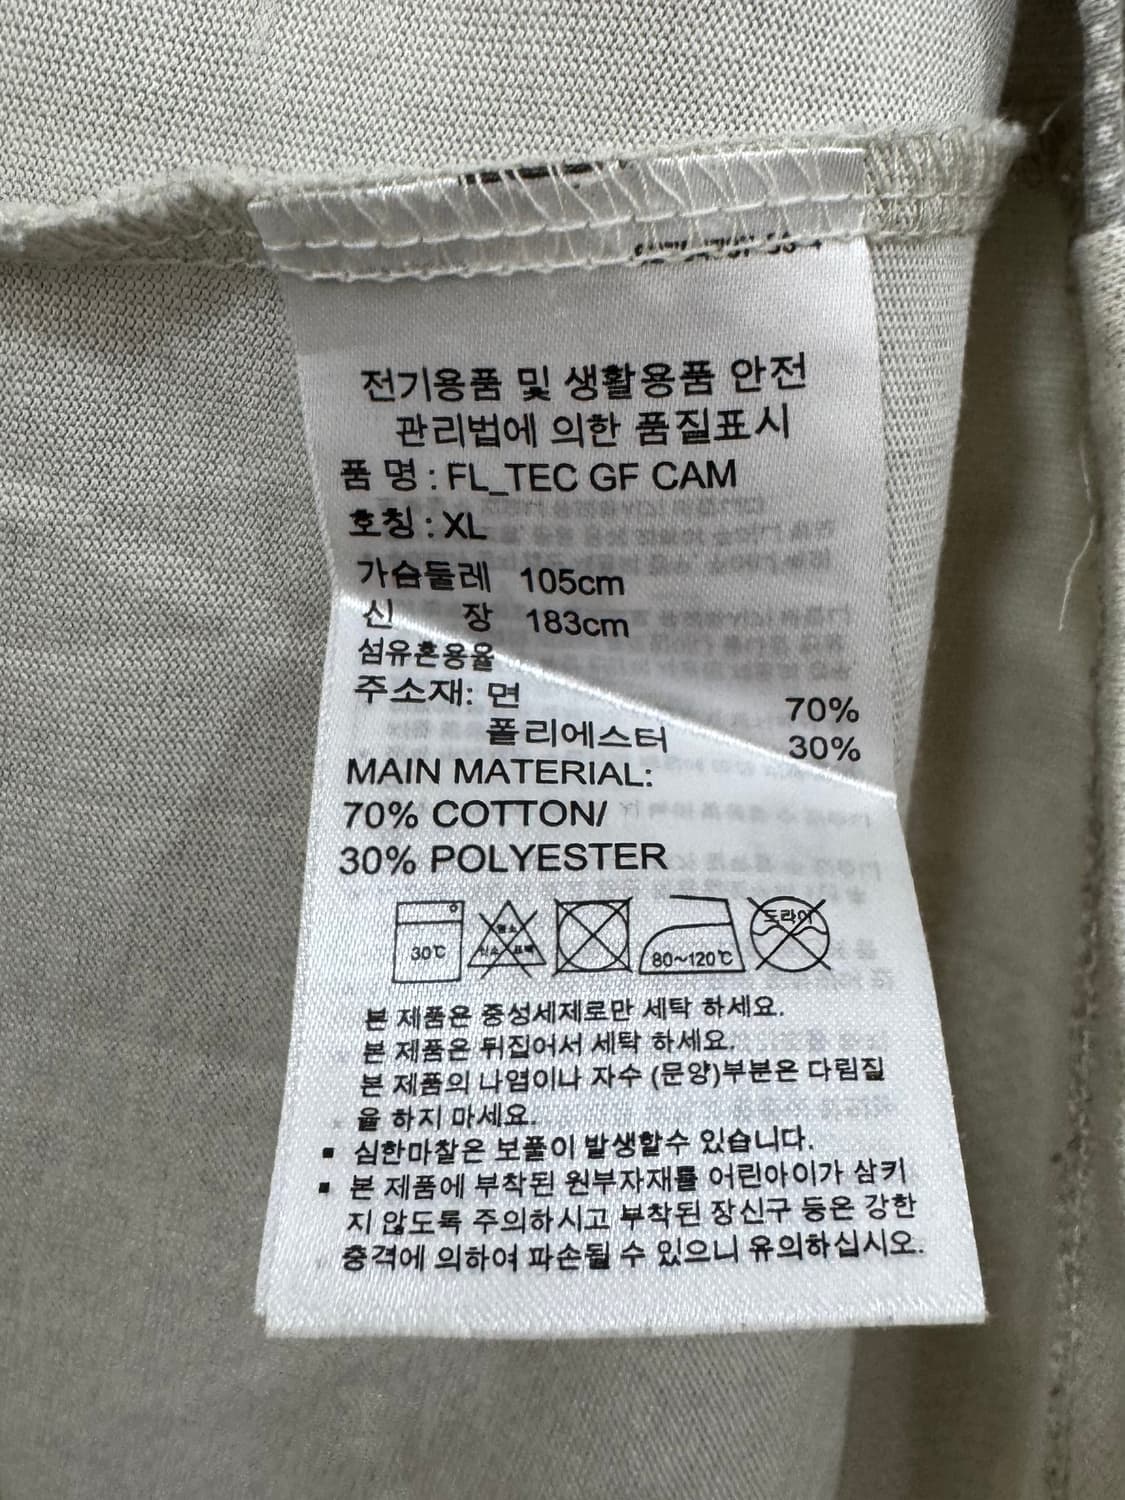 전기용품 및 생활용품 안전
관리법에 의한 품질표시
품 명 : FL_TEC GF CAM
호칭 : XL
가슴둘레 105cm
신 장 183cm
섬유혼용율
주소재: 면 70%
폴리에스터 30%
MAIN MATERIAL:
70% COTTON/
30% POLYESTER
30℃ 염소 산소 표백 80~120℃ 드라이
본 제품은 중성세제로만 세탁 하세요.
본 제품은 뒤집어서 세탁 하세요.
본 제품의 나염이나 자수 (문양)부분은 다림질
을 하지 마세요.
▪ 심한마찰은 보풀이 발생할수 있습니다.
▪ 본 제품에 부착된 원부자재를 어린아이가 삼키
지 않도록 주의하시고 부착된 장신구 등은 강한
충격에 의하여 파손될 수 있으니 유의하십시오.